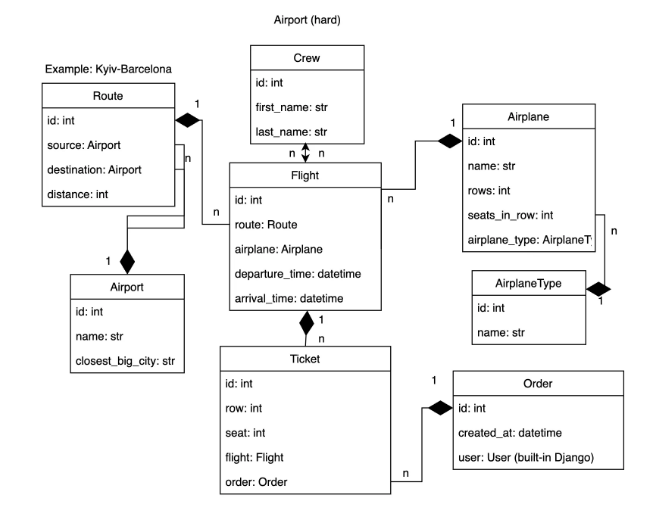 Airport (hard)
Crew
id: int
first_name: str
last_name: str
Example: Kyiv-Barcelona
Route
id: int
source: Airport
destination: Airport
distance: int
1
n
n
n n
Airplane
id: int
name: str
rows: int
seats_in_row: int
airplane_type: AirplaneT
1
n
n
1
Flight
id: int
route: Route
airplane: Airplane
departure_time: datetime
arrival_time: datetime
1
n
Airport
id: int
name: str
closest_big_city: str
1
AirplaneType
id: int
name: str
Ticket
id: int
row: int
seat: int
flight: Flight
order: Order
n
1
Order
id: int
created_at: datetime
user: User (built-in Django)